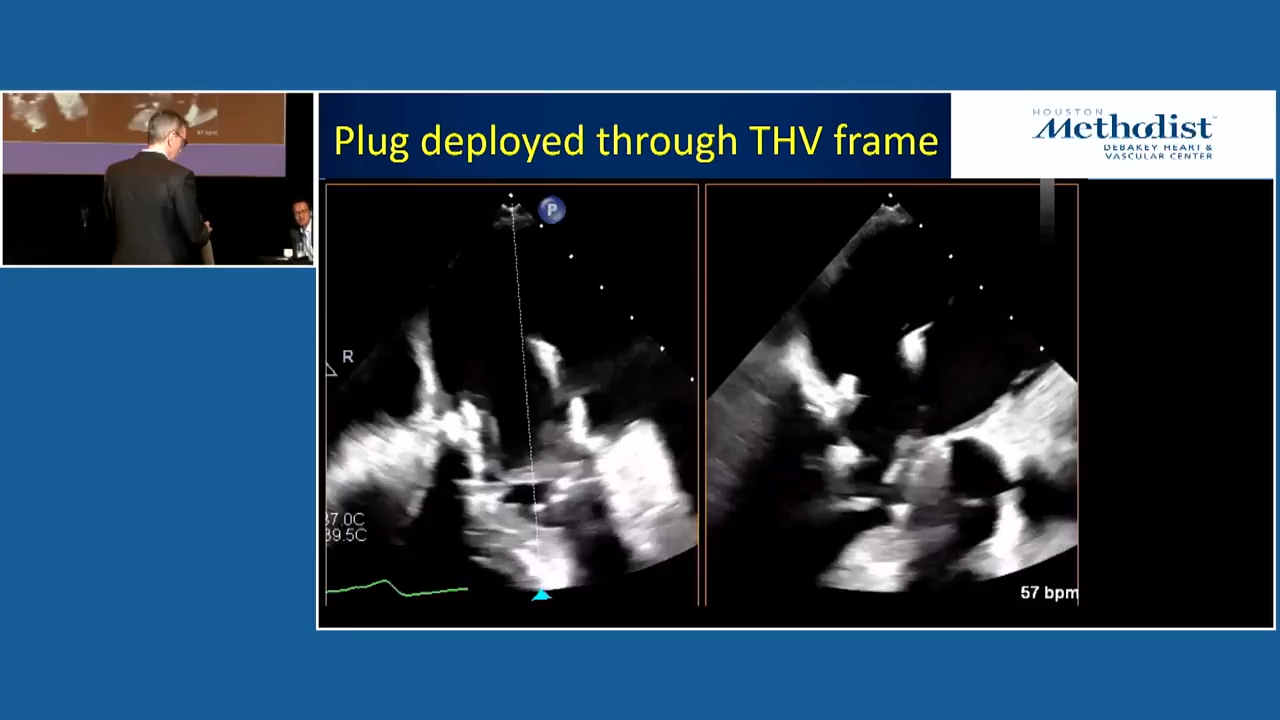 Plug deployed through THV frame
HOUSTON
Methodist
DEBAKEY HEART &
VASCULAR CENTER
P
R
37.0C
39.5C
57 bpm